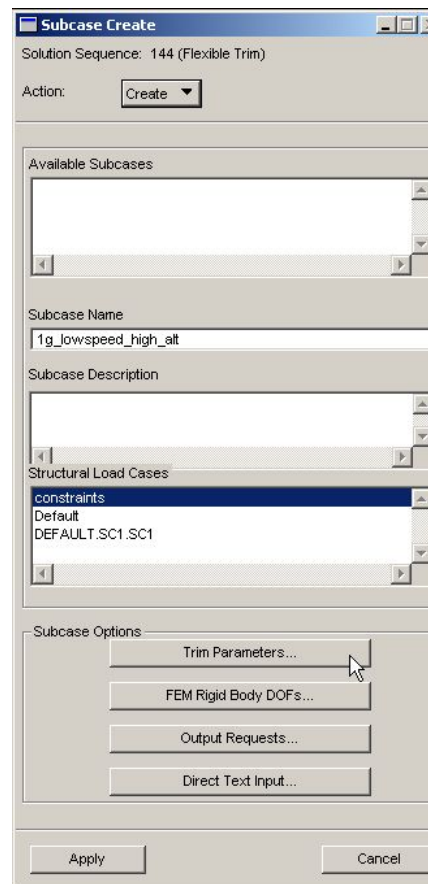 Subcase Create
Solution Sequence: 144 (Flexible Trim)
Action: Create
Available Subcases
Subcase Name
1g_lowspeed_high_alt
Subcase Description
Structural Load Cases
constraints
Default
DEFAULT.SC1.SC1
Subcase Options
Trim Parameters...
FEM Rigid Body DOFs...
Output Requests...
Direct Text Input...
Apply Cancel